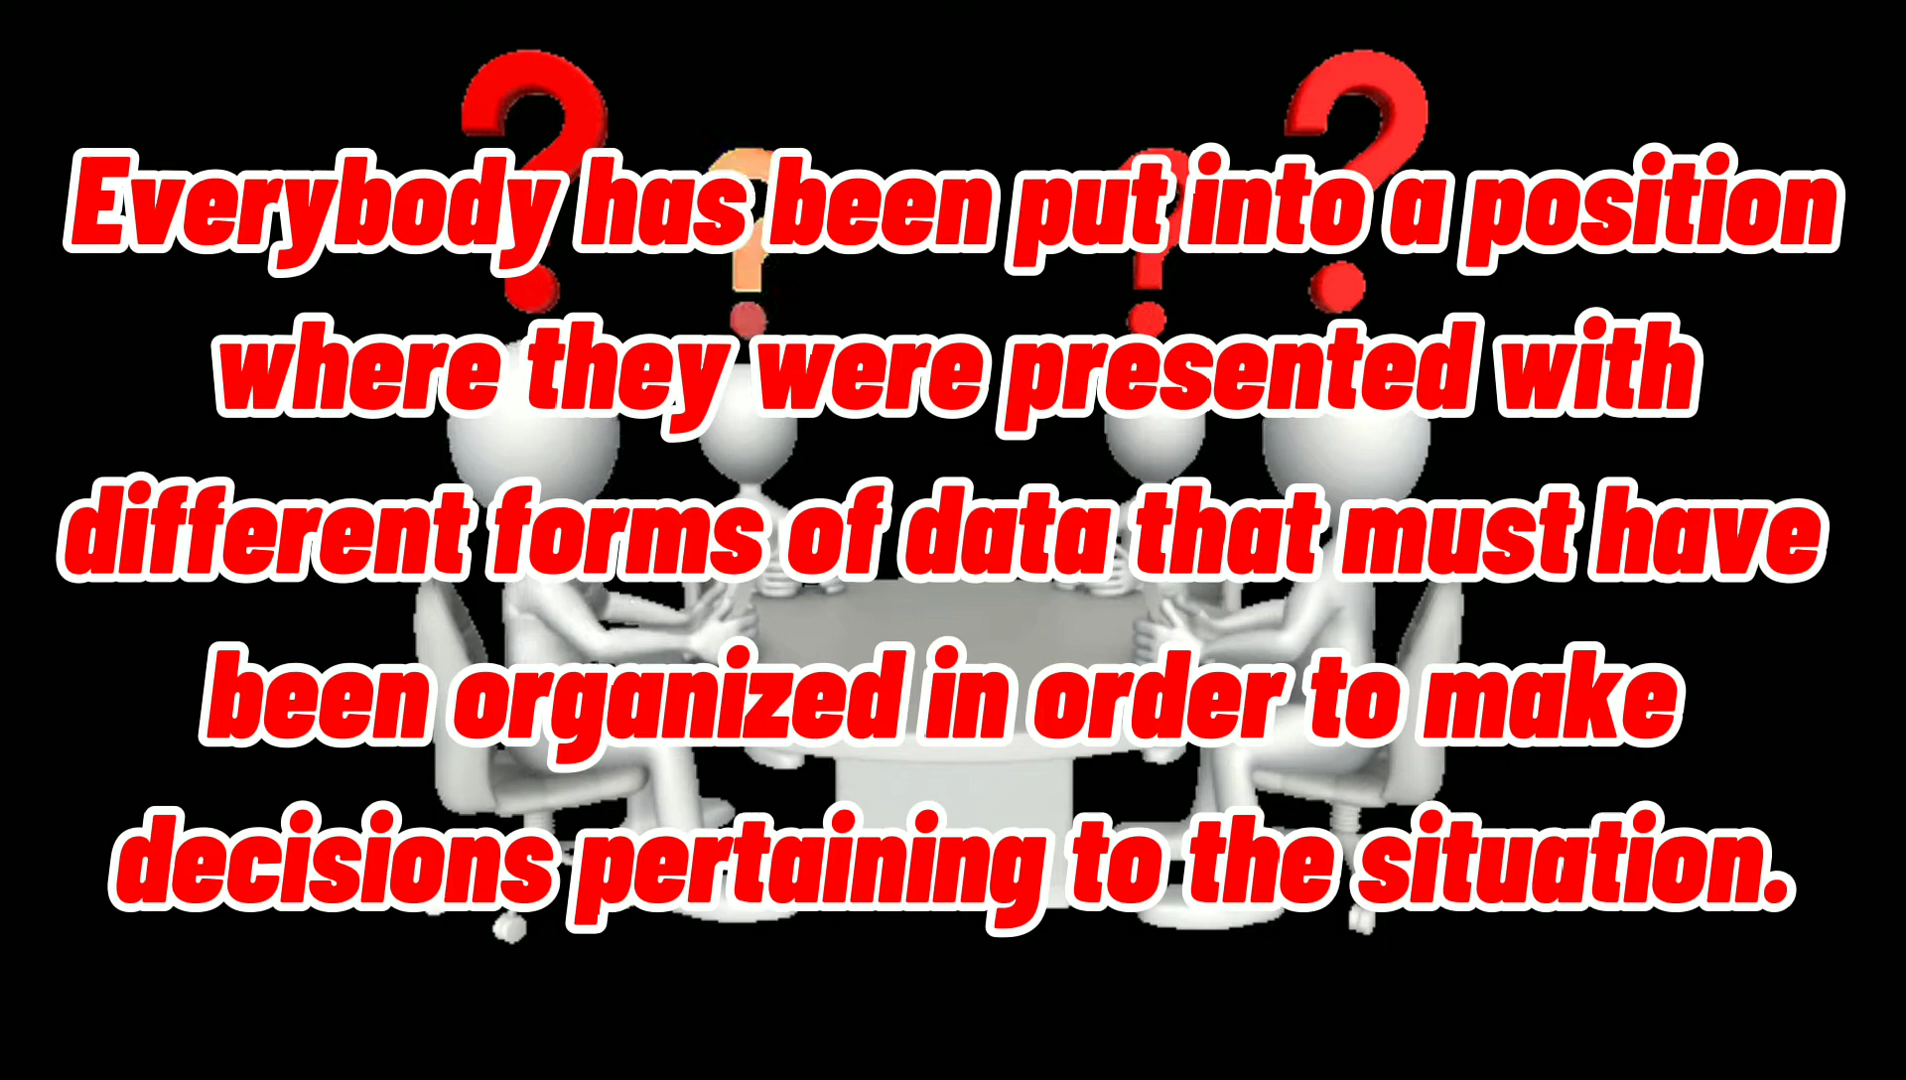 Everybody has been put into a position
where they were presented with
different forms of data that must have
been organized in order to make
decisions pertaining to the situation.